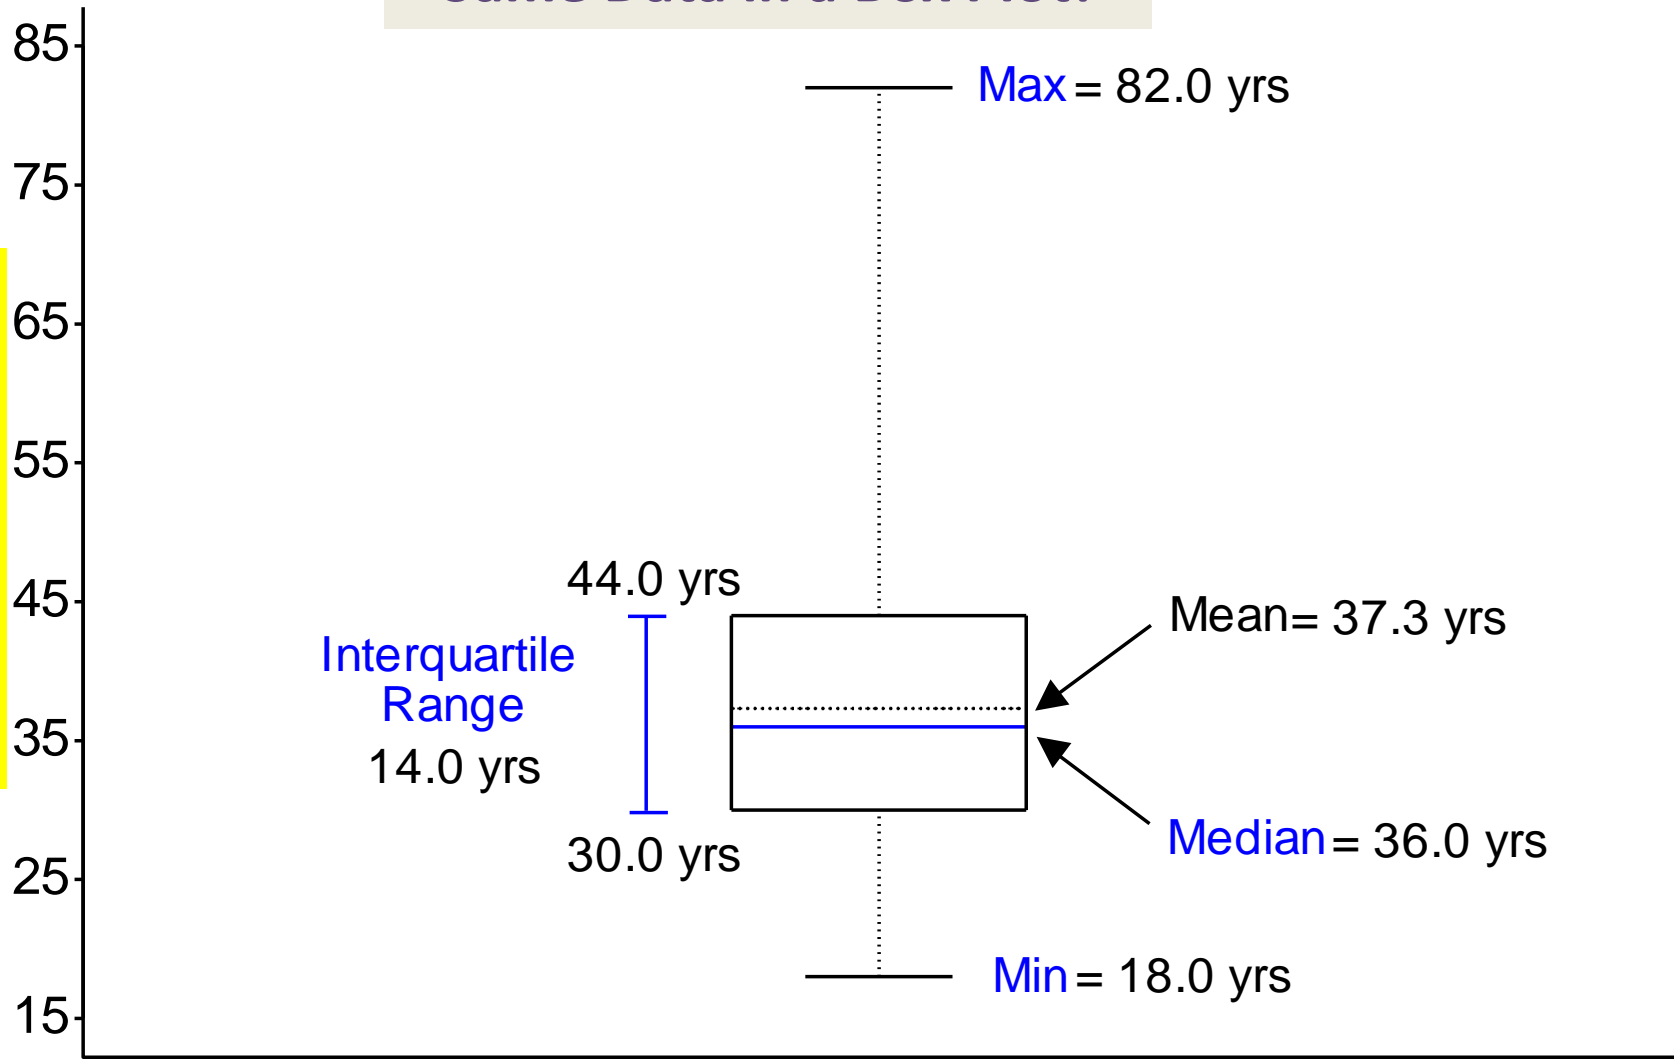 85
Max = 82.0 yrs
75
65
55
44.0 yrs
45
Mean= 37.3 yrs
Interquartile
Range
35
14.0 yrs
30.0 yrs
Median = 36.0 yrs
25
Min = 18.0 yrs
15